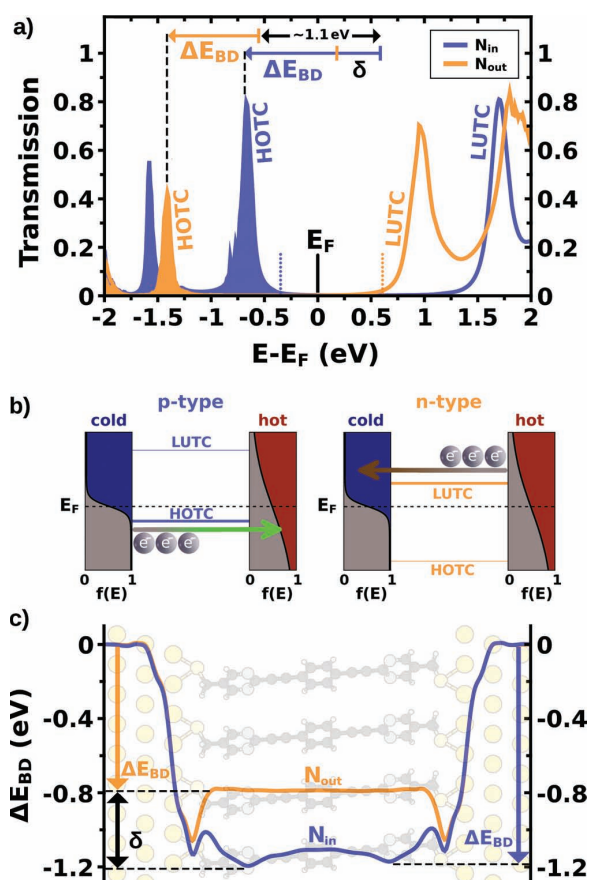 a)
~1.1 eV
ΔE_BD
ΔE_BD
δ
N_in
N_out
1
0.8
0.6
0.4
0.2
0
1
0.8
0.6
0.4
0.2
0
Transmission
HOTC
HOTC
E_F
LUTC
LUTC
-2 -1.5 -1 -0.5 0 0.5 1 1.5 2
E-E_F (eV)
b)
p-type
n-type
cold
hot
cold
hot
LUTC
E_F
HOTC
LUTC
HOTC
e⁻ e⁻ e⁻
e⁻ e⁻ e⁻
0 1
f(E)
0 1
f(E)
0 1
f(E)
0 1
f(E)
c)
0
-0.4
-0.8
-1.2
0
-0.4
-0.8
-1.2
ΔE_BD (eV)
ΔE_BD
N_out
δ
N_in
ΔE_BD